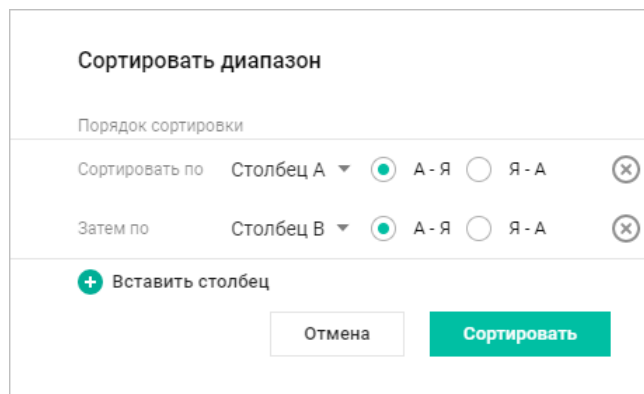 Сортировать диапазон
Порядок сортировки
Сортировать по Столбец A А - Я Я - А
Затем по Столбец B А - Я Я - А
Вставить столбец
Отмена Сортировать